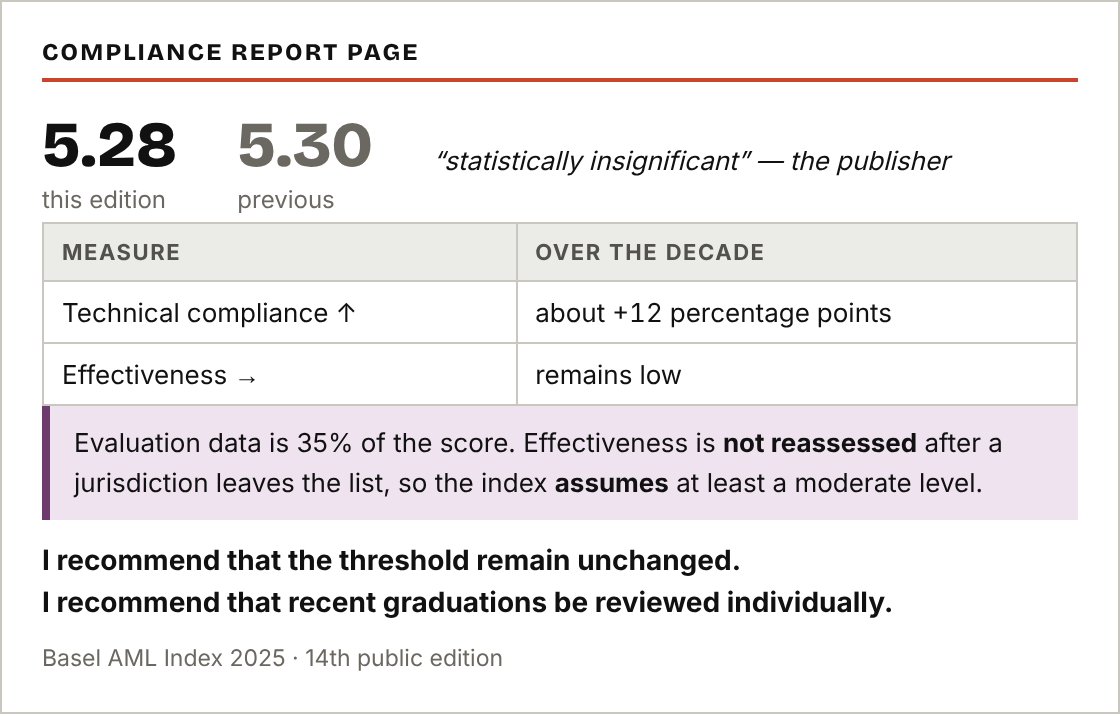 COMPLIANCE REPORT PAGE
5.28 5.30 “statistically insignificant” — the publisher
this edition previous
MEASURE OVER THE DECADE
Technical compliance ↑ about +12 percentage points
Effectiveness → remains low
Evaluation data is 35% of the score. Effectiveness is not reassessed after a
jurisdiction leaves the list, so the index assumes at least a moderate level.
I recommend that the threshold remain unchanged.
I recommend that recent graduations be reviewed individually.
Basel AML Index 2025 · 14th public edition